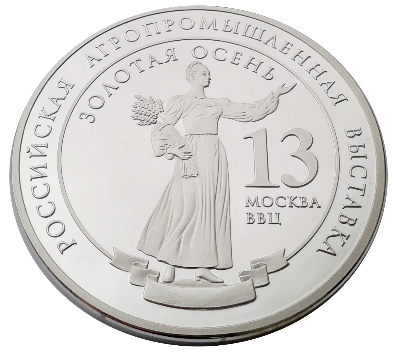 РОССИЙСКАЯ АГРОПРОМЫШЛЕННАЯ ВЫСТАВКА
ЗОЛОТАЯ ОСЕНЬ
13
МОСКВА
ВВЦ